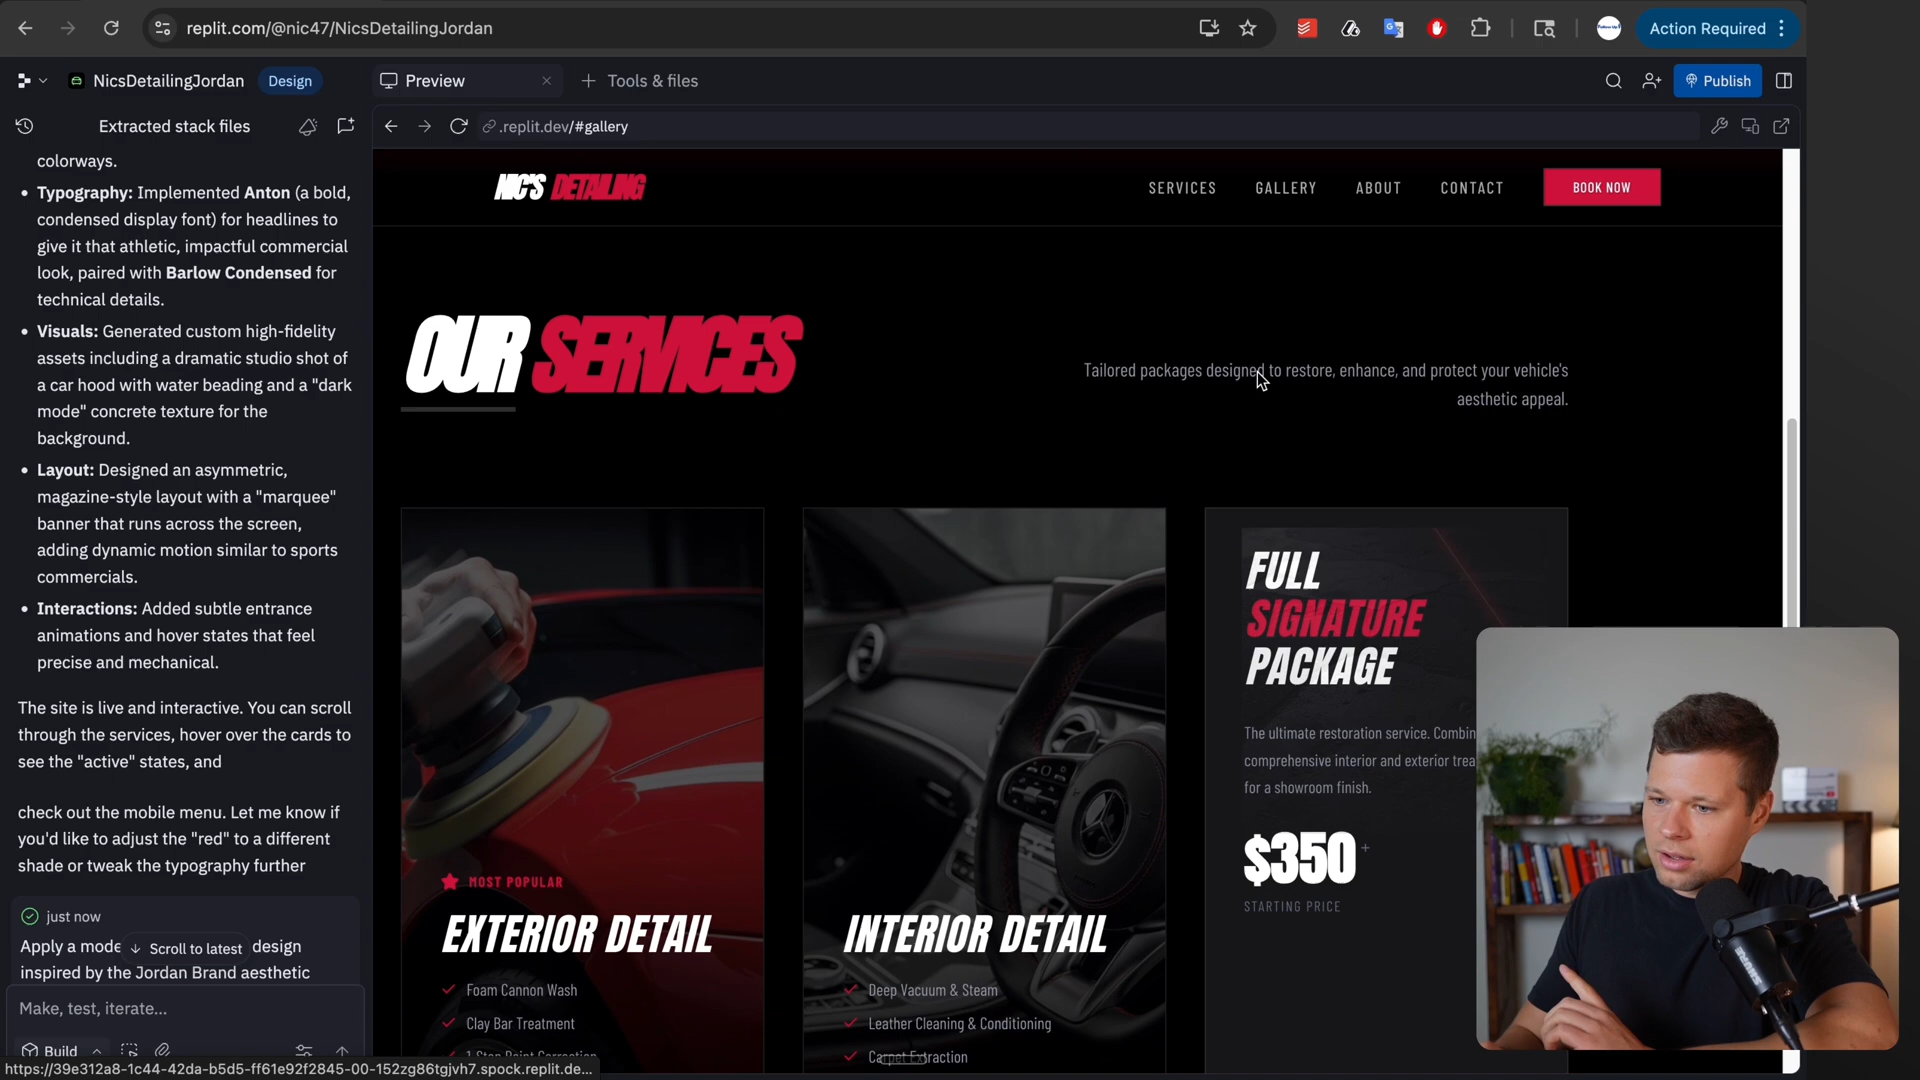 replit.com/@nic47/NicsDetailingJordan
Action Required
NicsDetailingJordan
Design
Preview
Tools & files
Publish
Extracted stack files
.replit.dev/#gallery
colorways.
Typography: Implemented Anton (a bold,
condensed display font) for headlines to
give it that athletic, impactful commercial
look, paired with Barlow Condensed for
technical details.
Visuals: Generated custom high-fidelity
assets including a dramatic studio shot of
a car hood with water beading and a "dark
mode" concrete texture for the
background.
Layout: Designed an asymmetric,
magazine-style layout with a "marquee"
banner that runs across the screen,
adding dynamic motion similar to sports
commercials.
Interactions: Added subtle entrance
animations and hover states that feel
precise and mechanical.
The site is live and interactive. You can scroll
through the services, hover over the cards to
see the "active" states, and
check out the mobile menu. Let me know if
you'd like to adjust the "red" to a different
shade or tweak the typography further
just now
Apply a mode
Scroll to latest
design
inspired by the Jordan Brand aesthetic
Make, test, iterate...
Build
https://39e312a8-1c44-42da-b5d5-ff61e92f2845-00-152zg86tgjvh7.spock.replit.de...
NIC'S DETAILING
SERVICES
GALLERY
ABOUT
CONTACT
BOOK NOW
OUR SERVICES
Tailored packages designed to restore, enhance, and protect your vehicle's
aesthetic appeal.
MOST POPULAR
EXTERIOR DETAIL
Foam Cannon Wash
Clay Bar Treatment
1 Step Paint Correction
INTERIOR DETAIL
Deep Vacuum & Steam
Leather Cleaning & Conditioning
Carpet Extraction
FULL
SIGNATURE
PACKAGE
The ultimate restoration service. Combin
comprehensive interior and exterior trea
for a showroom finish.
$350+
STARTING PRICE
SHURE